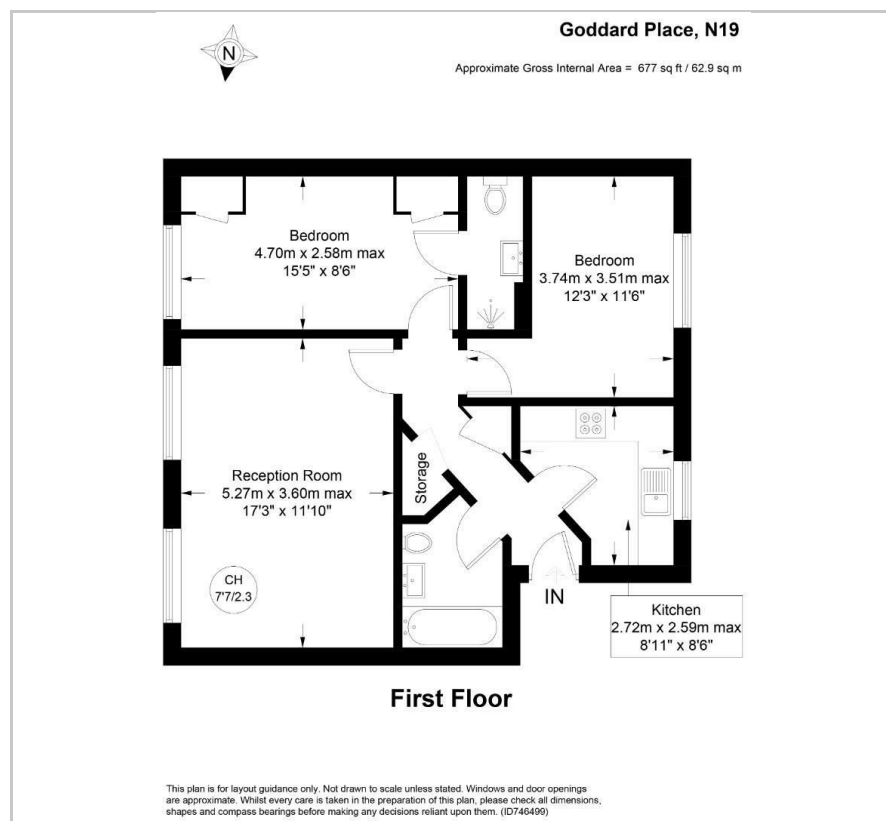 Goddard Place, N19
N
Approximate Gross Internal Area = 677 sq ft / 62.9 sq m
Bedroom
4.70m x 2.58m max
15'5" x 8'6"
Bedroom
3.74m x 3.51m max
12'3" x 11'6"
Reception Room
5.27m x 3.60m max
17'3" x 11'10"
Storage
CH
7'7/2.3
IN
Kitchen
2.72m x 2.59m max
8'11" x 8'6"
First Floor
This plan is for layout guidance only. Not drawn to scale unless stated. Windows and door openings
are approximate. Whilst every care is taken in the preparation of this plan, please check all dimensions,
shapes and compass bearings before making any decisions reliant upon them. (ID746499)